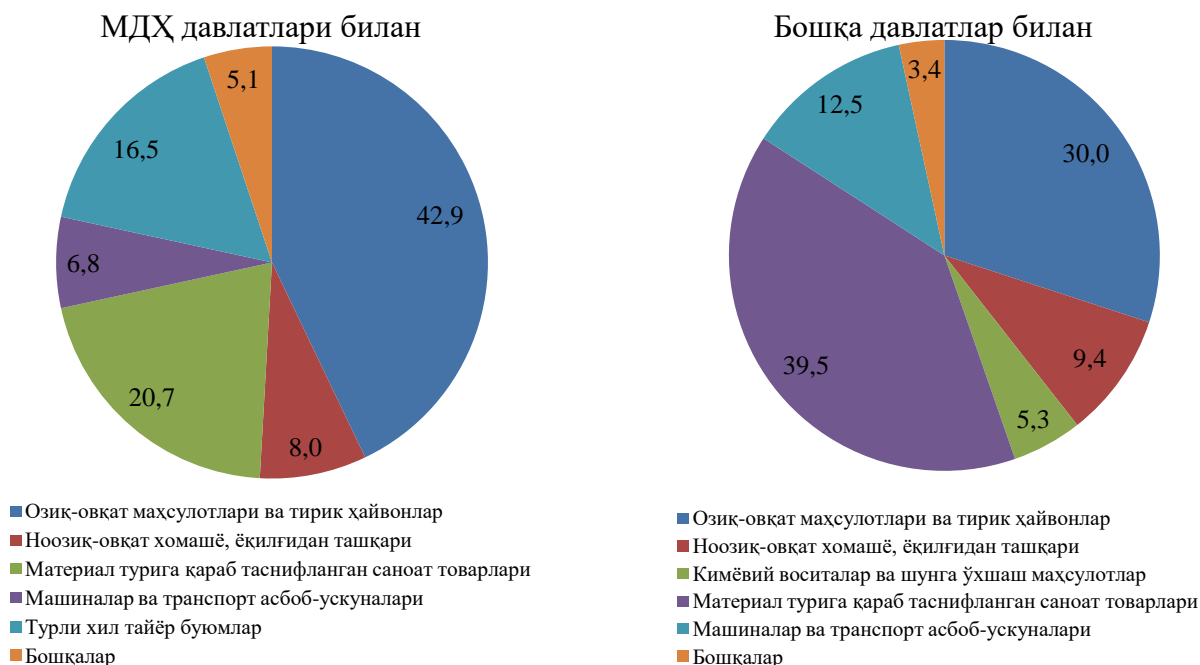 МДҲ давлатлари билан
5,1
16,5
42,9
6,8
20,7
8,0
Озиқ-овқат маҳсулотлари ва тирик ҳайвонлар
Ноозиқ-овқат хомашё, ёқилғидан ташқари
Материал турига қараб таснифланган саноат товарлари
Машиналар ва транспорт асбоб-ускуналари
Турли хил тайёр буюмлар
Бошқалар
Бошқа давлатлар билан
3,4
12,5
30,0
39,5
9,4
5,3
Озиқ-овқат маҳсулотлари ва тирик ҳайвонлар
Ноозиқ-овқат хомашё, ёқилғидан ташқари
Кимёвий воситалар ва шунга ўхшаш маҳсулотлар
Материал турига қараб таснифланган саноат товарлари
Машиналар ва транспорт асбоб-ускуналари
Бошқалар